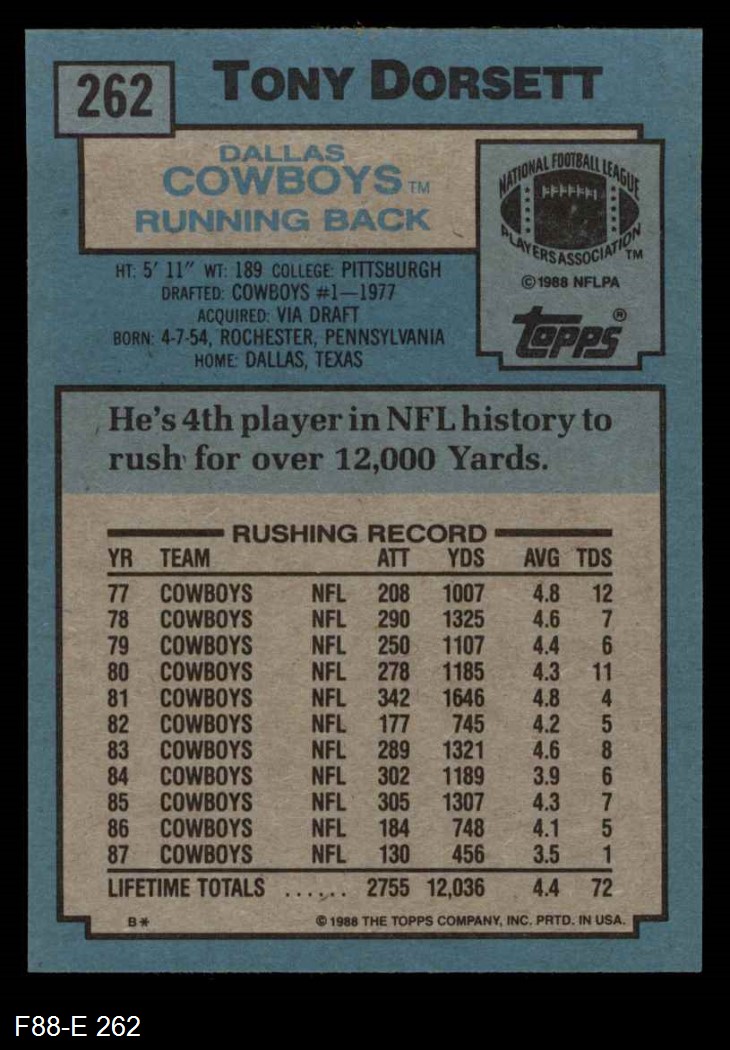 262
TONY DORSETT
DALLAS
COWBOYS TM
RUNNING BACK
NATIONAL FOOTBALL LEAGUE
PLAYERS ASSOCIATION TM
©1988 NFLPA
topps®
HT: 5' 11" WT: 189 COLLEGE: PITTSBURGH
DRAFTED: COWBOYS #1—1977
ACQUIRED: VIA DRAFT
BORN: 4-7-54, ROCHESTER, PENNSYLVANIA
HOME: DALLAS, TEXAS
He's 4th player in NFL history to
rush for over 12,000 Yards.
RUSHING RECORD
YR TEAM ATT YDS AVG TDS
77 COWBOYS NFL 208 1007 4.8 12
78 COWBOYS NFL 290 1325 4.6 7
79 COWBOYS NFL 250 1107 4.4 6
80 COWBOYS NFL 278 1185 4.3 11
81 COWBOYS NFL 342 1646 4.8 4
82 COWBOYS NFL 177 745 4.2 5
83 COWBOYS NFL 289 1321 4.6 8
84 COWBOYS NFL 302 1189 3.9 6
85 COWBOYS NFL 305 1307 4.3 7
86 COWBOYS NFL 184 748 4.1 5
87 COWBOYS NFL 130 456 3.5 1
LIFETIME TOTALS ...... 2755 12,036 4.4 72
B* © 1988 THE TOPPS COMPANY, INC. PRTD. IN USA.
F88-E 262